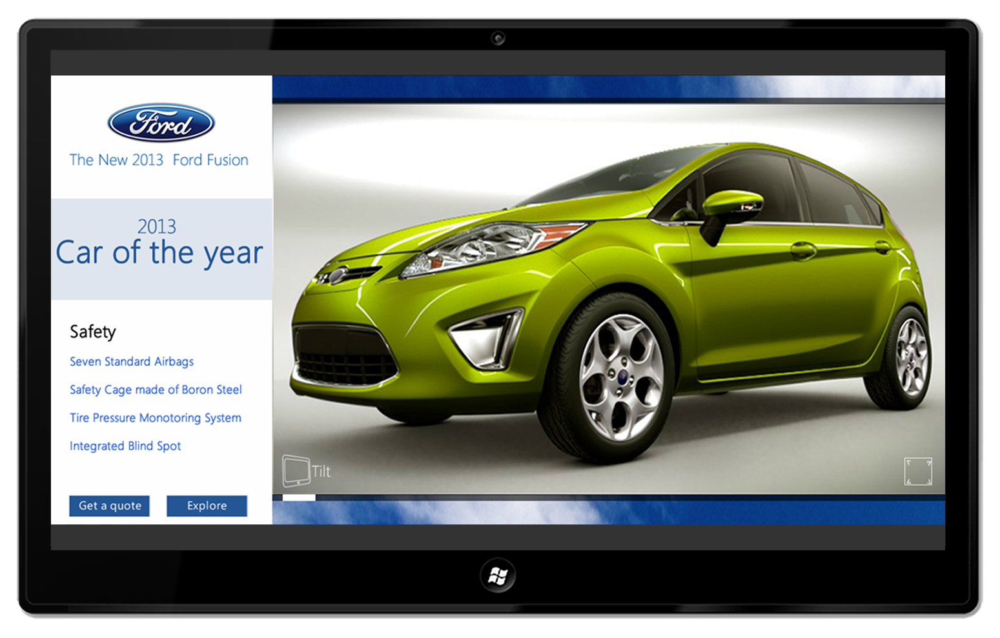 Ford
The New 2013 Ford Fusion
2013
Car of the year
Safety
Seven Standard Airbags
Safety Cage made of Boron Steel
Tire Pressure Monotoring System
Integrated Blind Spot
Get a quote
Explore
Tilt